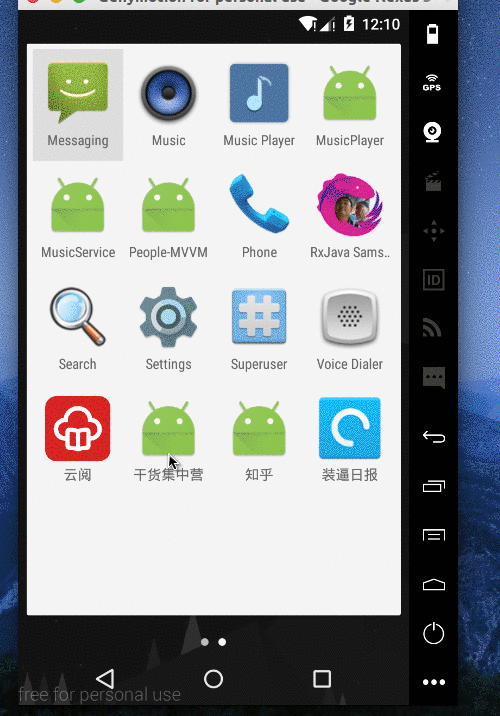 Genymotion for personal use - Google Nexus 5
12:10
Messaging
Music
Music Player
MusicPlayer
MusicService
People-MVVM
Phone
RxJava Sams..
Search
Settings
Superuser
Voice Dialer
云阅
干货集中营
知乎
装逼日报
GPS
ID
free for personal use